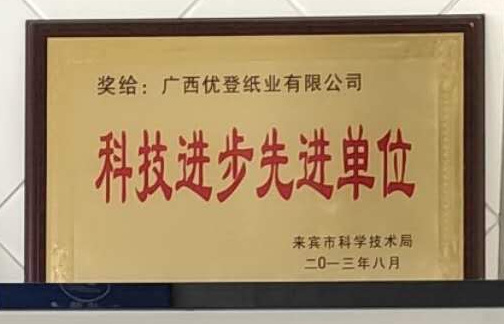 奖给：广西优登纸业有限公司
科技进步先进单位
来宾市科学技术局
二0一三年八月